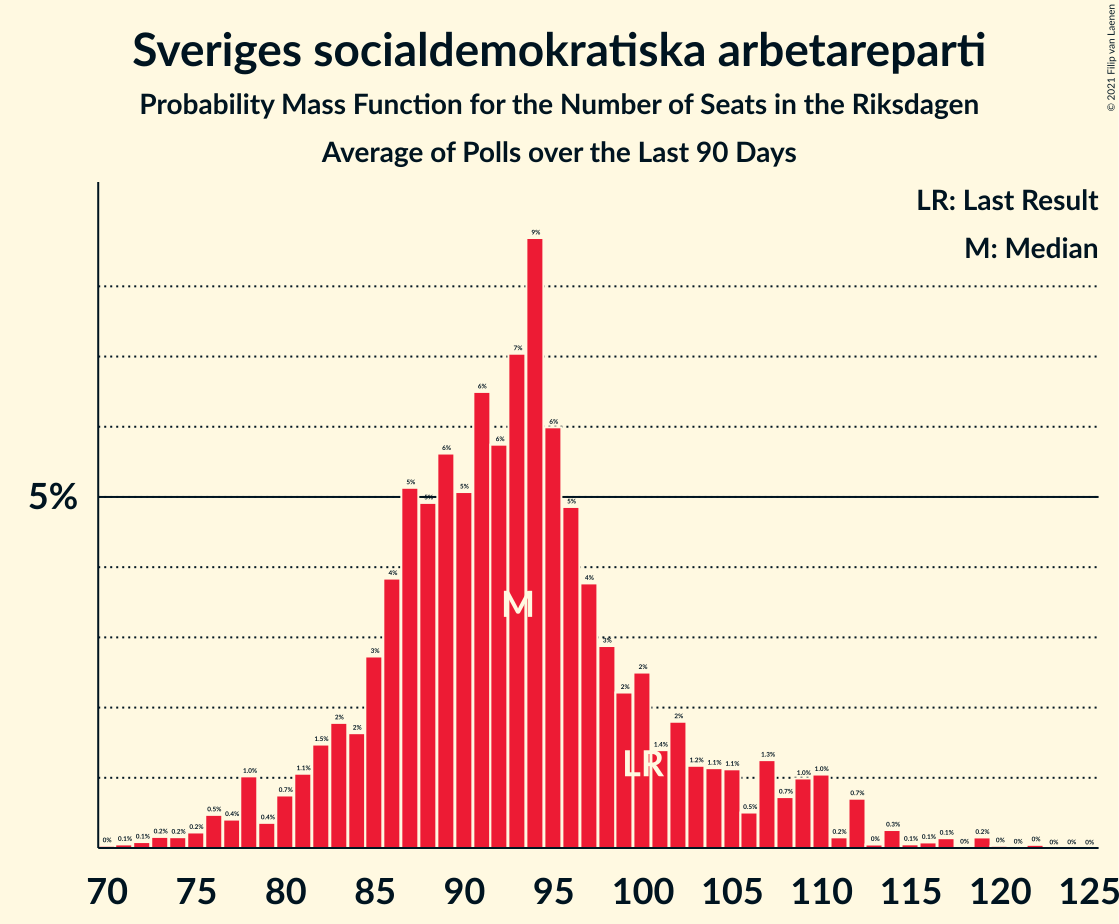 Sveriges socialdemokratiska arbetareparti
Probability Mass Function for the Number of Seats in the Riksdagen
Average of Polls over the Last 90 Days
© 2021 Filip van Laenen
LR: Last Result
M: Median
5%
0% 0.1% 0.1% 0.2% 0.2% 0.2% 0.5% 0.4% 1.0% 0.4% 0.7% 1.1% 1.5% 2% 2% 3% 4% 5% 5% 6% 5% 6% 6% 7% 9% 6% 5% 4% 3% 2% 2% 1.4% 2% 1.2% 1.1% 1.1% 0.5% 1.3% 0.7% 1.0% 1.0% 0.2% 0.7% 0% 0.3% 0.1% 0.1% 0.1% 0% 0.2% 0% 0% 0% 0% 0% 0%
M
LR
70 75 80 85 90 95 100 105 110 115 120 125